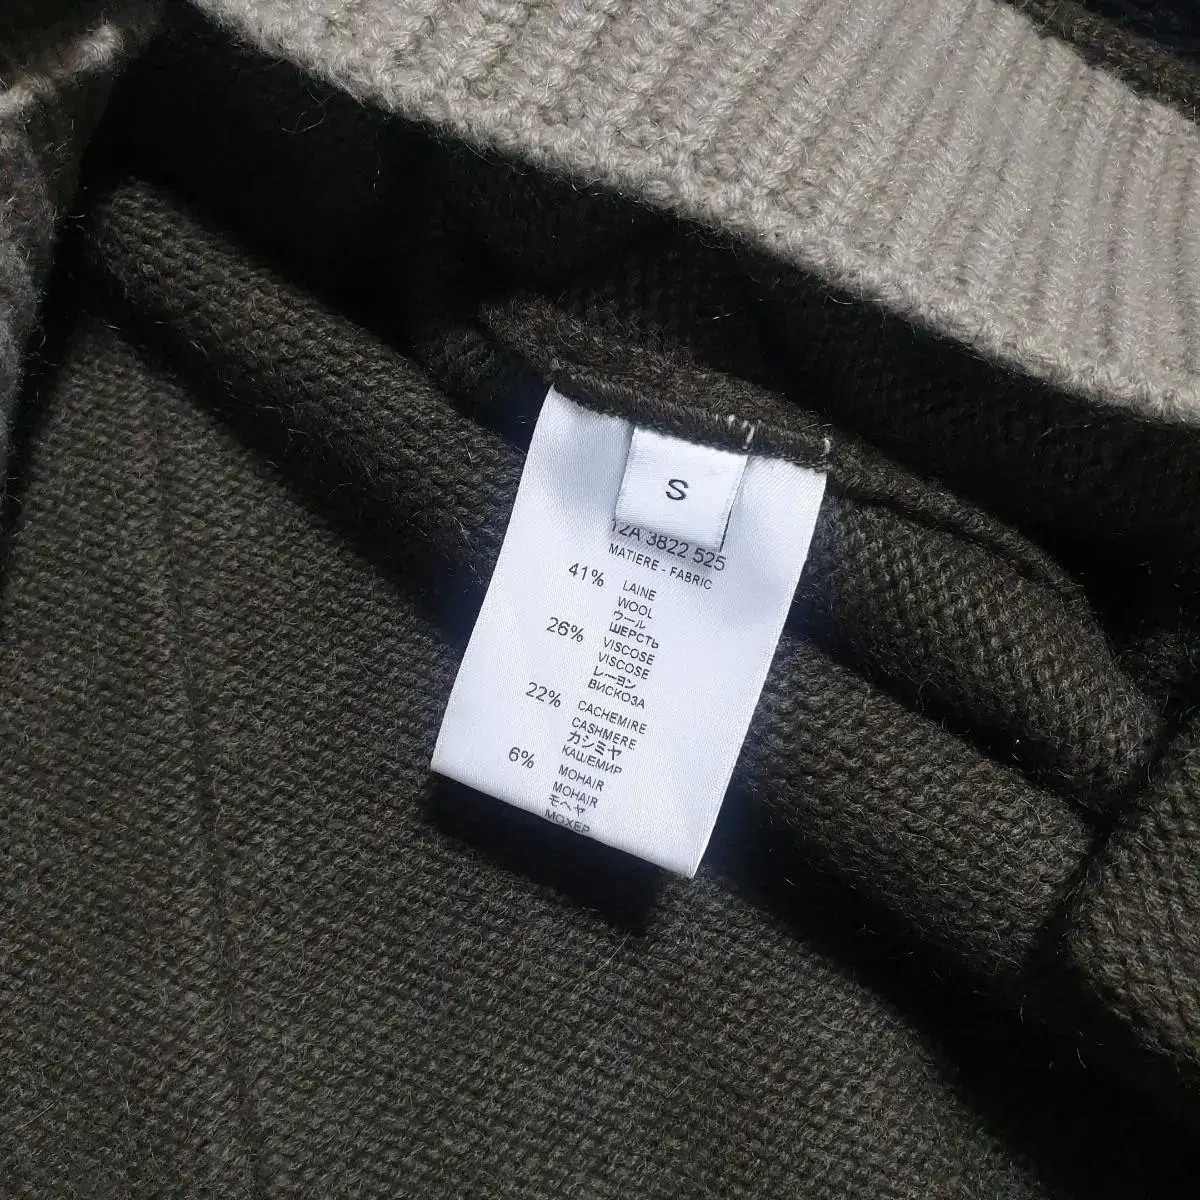 S
12A 3822 525
MATIERE - FABRIC
41% LAINE
WOOL
ウール
ШЕРСТЬ
26% VISCOSE
VISCOSE
レーヨン
ВИСКОЗА
22% CACHEMIRE
CASHMERE
カシミヤ
КАШЕМИР
6% MOHAIR
MOHAIR
モヘヤ
МОХЕР